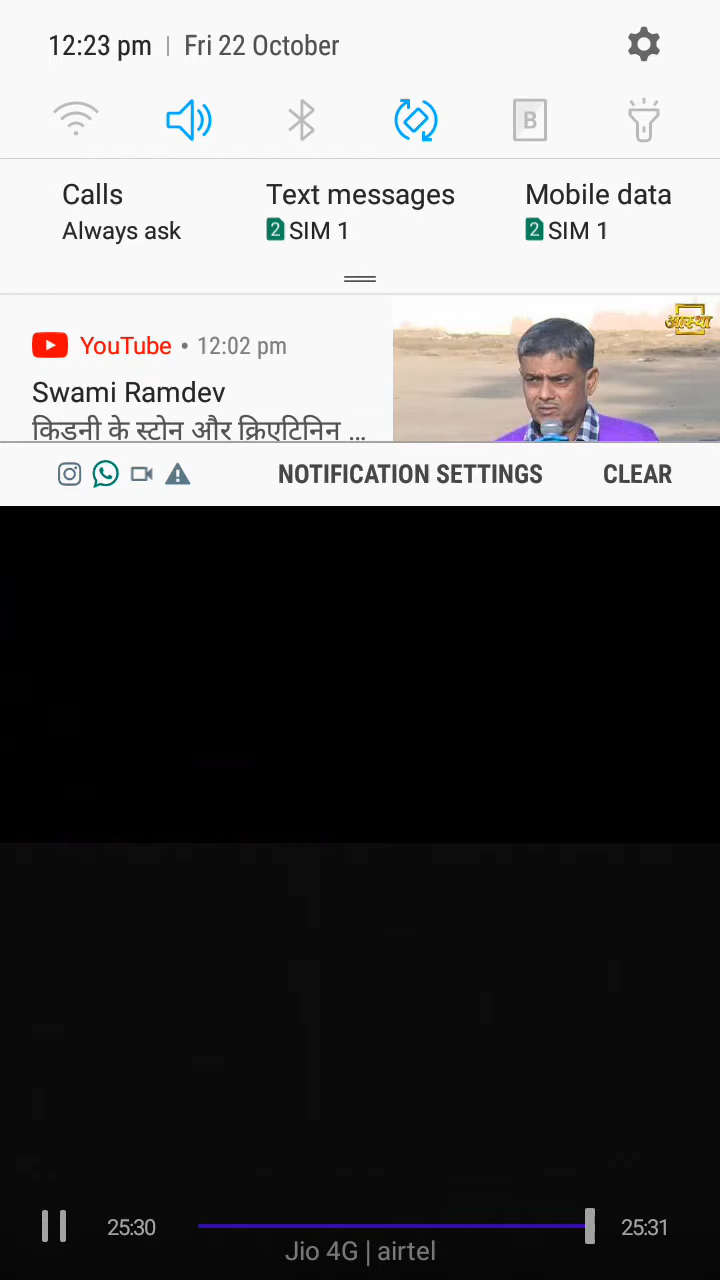 12:23 pm | Fri 22 October
B
Calls Text messages Mobile data
Always ask 2 SIM 1 2 SIM 1
YouTube • 12:02 pm
आस्था
Swami Ramdev
किडनी के स्टोन और क्रिएटिनिन ...
NOTIFICATION SETTINGS CLEAR
25:30 25:31
Jio 4G | airtel